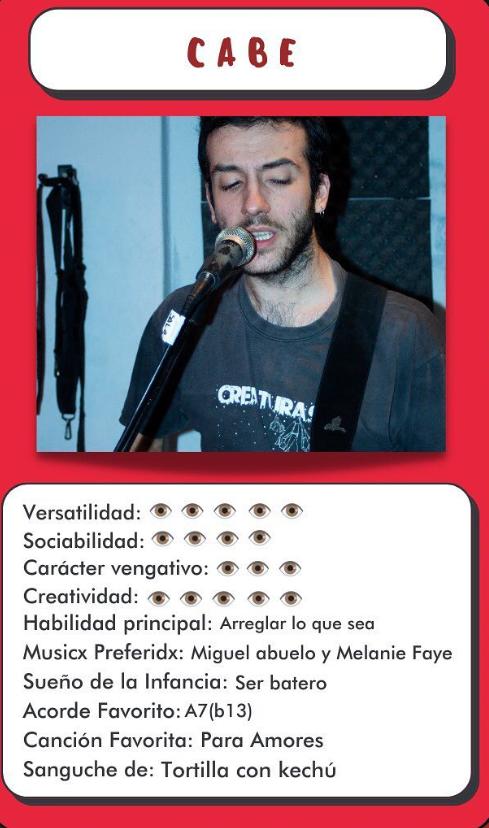 CABE
CREATURAS
Versatilidad: 👁️ 👁️ 👁️ 👁️ 👁️
Sociabilidad: 👁️ 👁️ 👁️ 👁️
Carácter vengativo: 👁️ 👁️ 👁️
Creatividad: 👁️ 👁️ 👁️ 👁️ 👁️
Habilidad principal: Arreglar lo que sea
Musicx Preferidx: Miguel abuelo y Melanie Faye
Sueño de la Infancia: Ser batero
Acorde Favorito: A7(b13)
Canción Favorita: Para Amores
Sanguche de: Tortilla con kechú